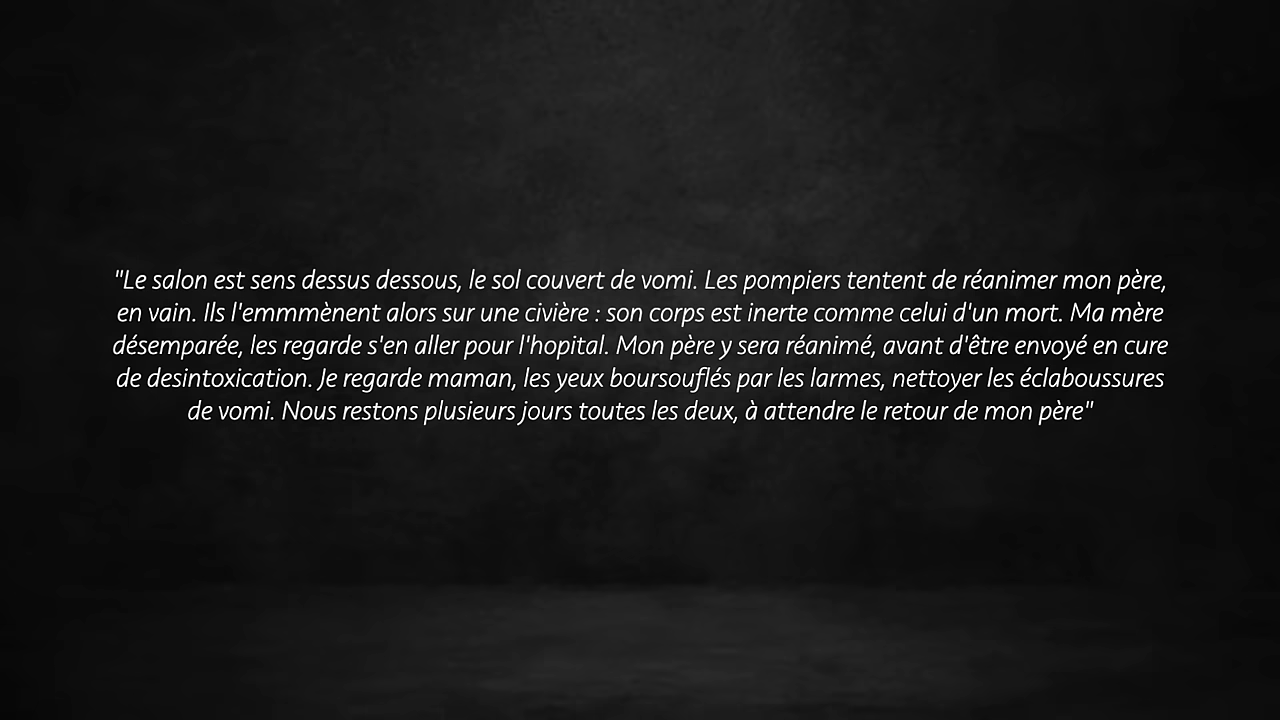 "Le salon est sens dessus dessous, le sol couvert de vomi. Les pompiers tentent de réanimer mon père,
en vain. Ils l'emmmènent alors sur une civière : son corps est inerte comme celui d'un mort. Ma mère
désemparée, les regarde s'en aller pour l'hopital. Mon père y sera réanimé, avant d'être envoyé en cure
de desintoxication. Je regarde maman, les yeux boursouflés par les larmes, nettoyer les éclaboussures
de vomi. Nous restons plusieurs jours toutes les deux, à attendre le retour de mon père"